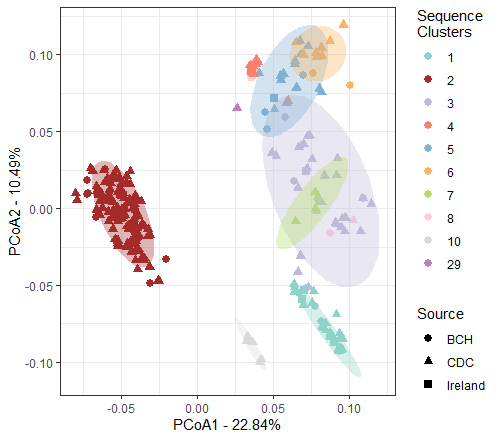 Sequence
Clusters
1
2
3
4
5
6
7
8
10
29
Source
BCH
CDC
Ireland
PCoA2 - 10.49%
0.10
0.05
0.00
-0.05
-0.10
-0.05
0.00
0.05
0.10
PCoA1 - 22.84%